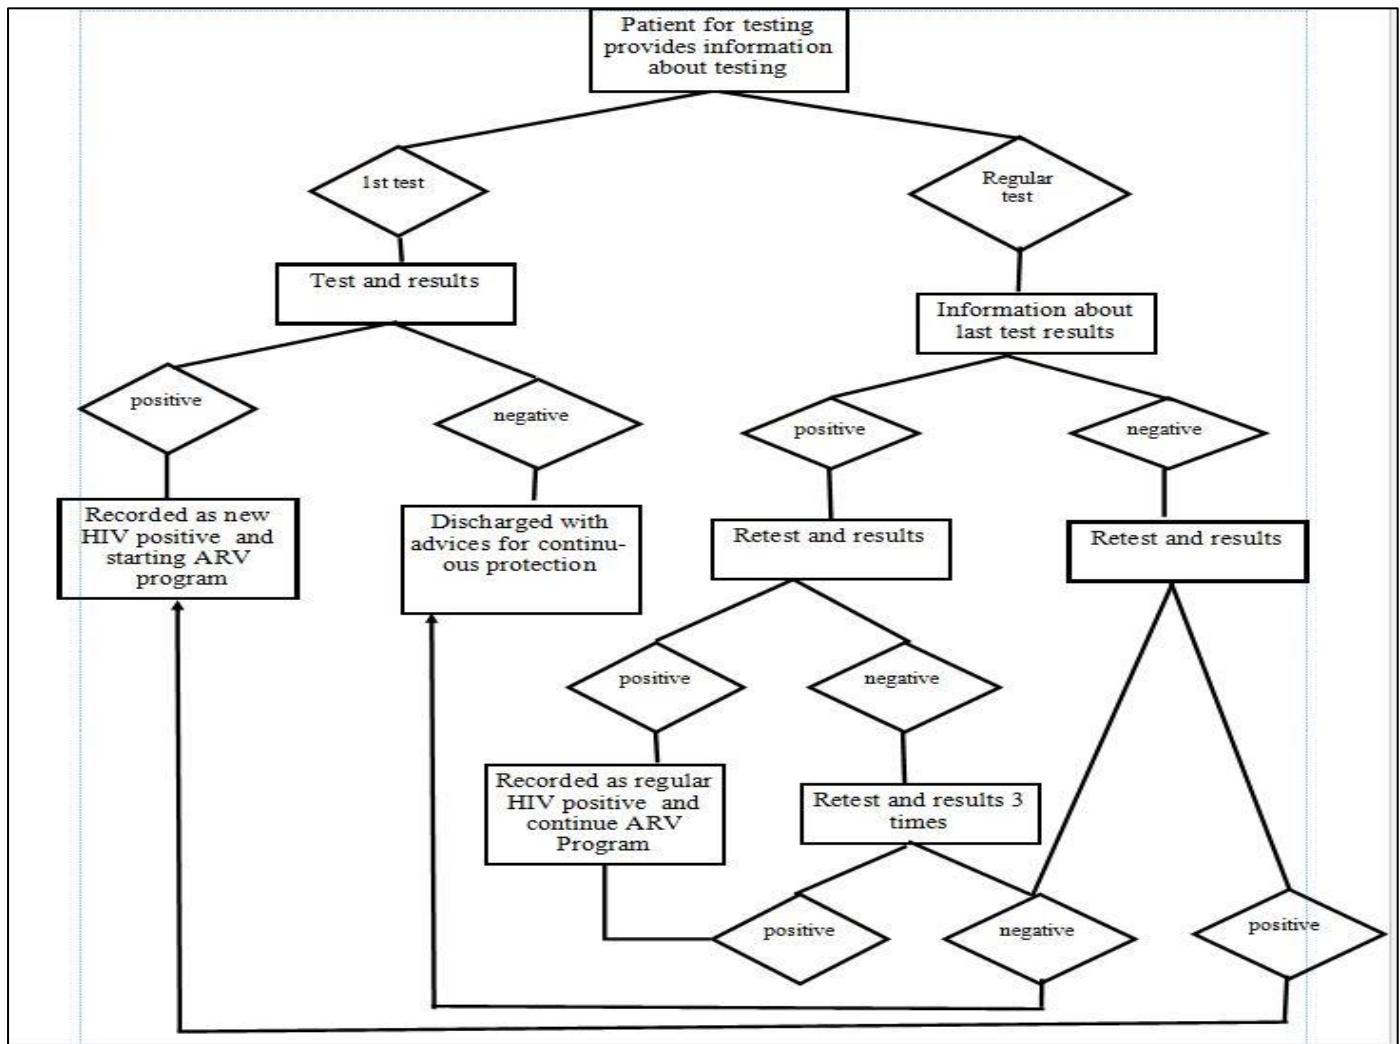 Patient for testing
provides information
about testing
1st test
Regular
test
Test and results
Information about
last test results
positive
negative
positive
negative
Recorded as new
HIV positive and
starting ARV
program
Discharged with
advices for continu-
ous protection
Retest and results
Retest and results
positive
negative
Recorded as regular
HIV positive and
continue ARV
Program
Retest and results 3
times
positive
negative
positive